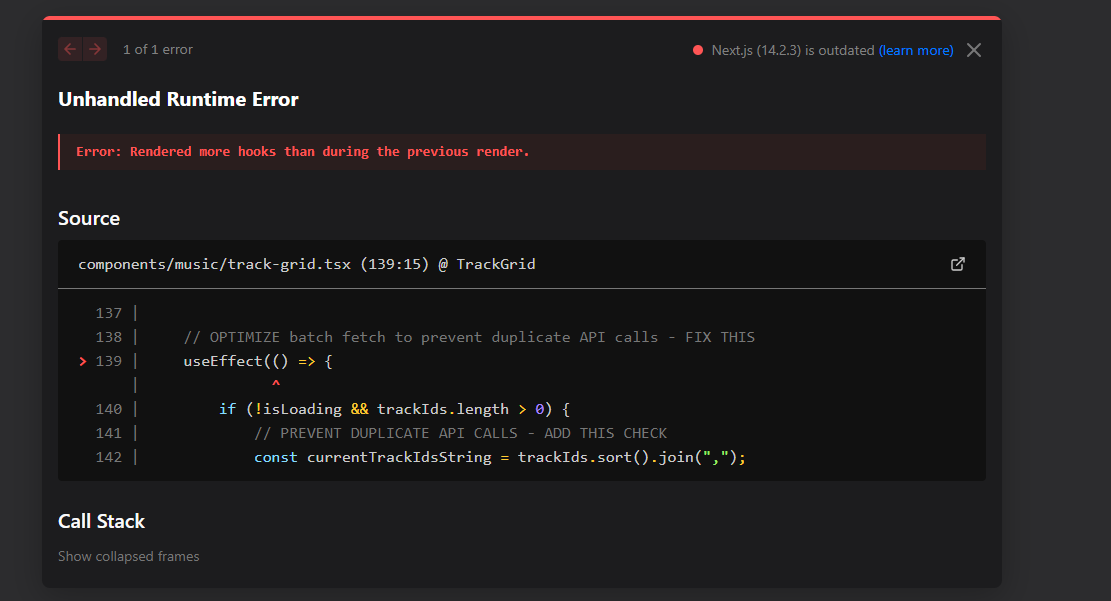 1 of 1 error
Next.js (14.2.3) is outdated (learn more)
Unhandled Runtime Error
Error: Rendered more hooks than during the previous render.
Source
components/music/track-grid.tsx (139:15) @ TrackGrid
137 |
138 |     // OPTIMIZE batch fetch to prevent duplicate API calls - FIX THIS
> 139 |     useEffect(() => {
|               ^
140 |         if (!isLoading && trackIds.length > 0) {
141 |             // PREVENT DUPLICATE API CALLS - ADD THIS CHECK
142 |             const currentTrackIdsString = trackIds.sort().join(",");
Call Stack
Show collapsed frames